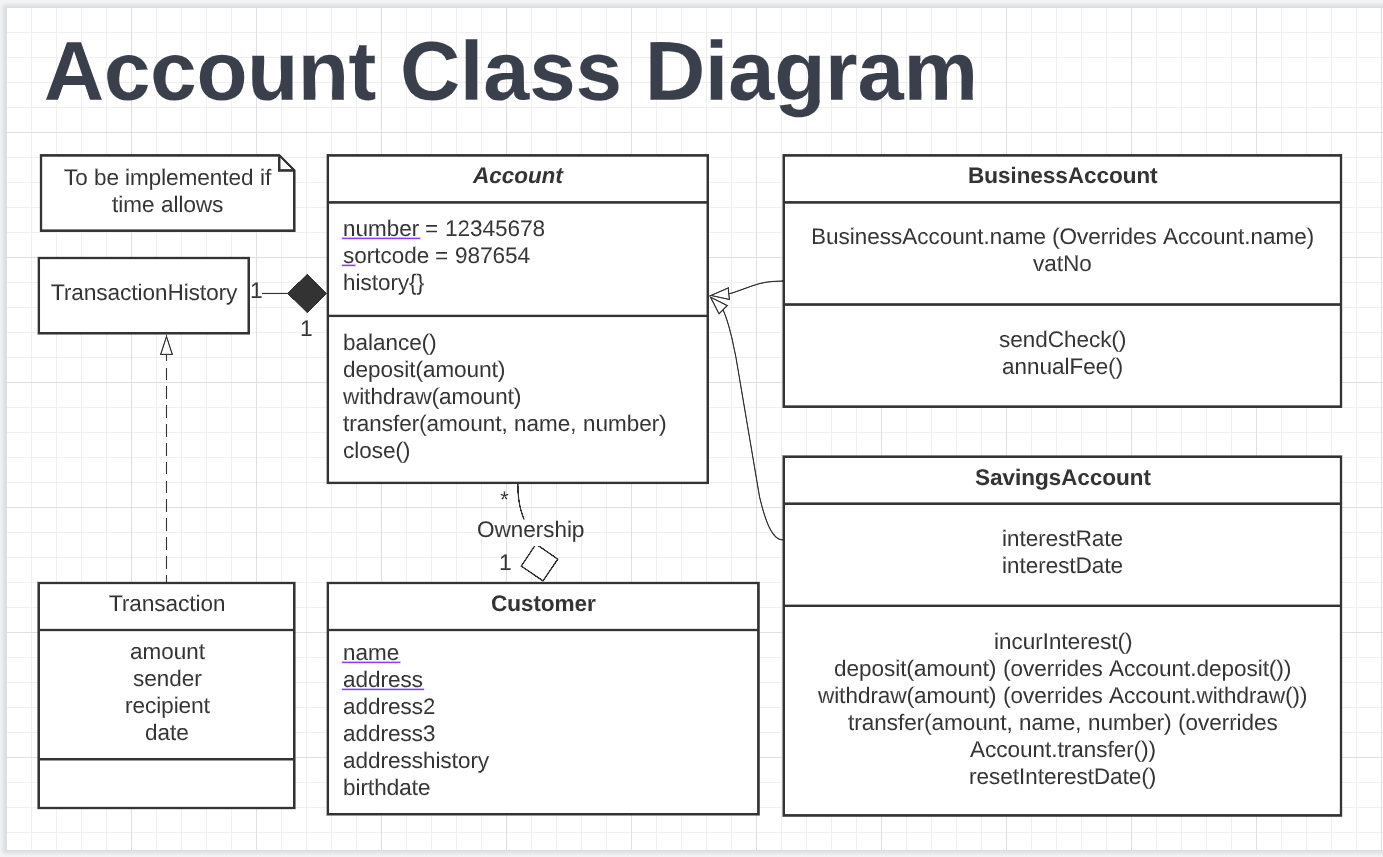 Account Class Diagram
To be implemented if
time allows
TransactionHistory
1
1
Account
number = 12345678
sortcode = 987654
history{}
balance()
deposit(amount)
withdraw(amount)
transfer(amount, name, number)
close()
BusinessAccount
BusinessAccount.name (Overrides Account.name)
vatNo
sendCheck()
annualFee()
*
Ownership
1
Transaction
amount
sender
recipient
date
Customer
name
address
address2
address3
addresshistory
birthdate
SavingsAccount
interestRate
interestDate
incurInterest()
deposit(amount) (overrides Account.deposit())
withdraw(amount) (overrides Account.withdraw())
transfer(amount, name, number) (overrides
Account.transfer())
resetInterestDate()